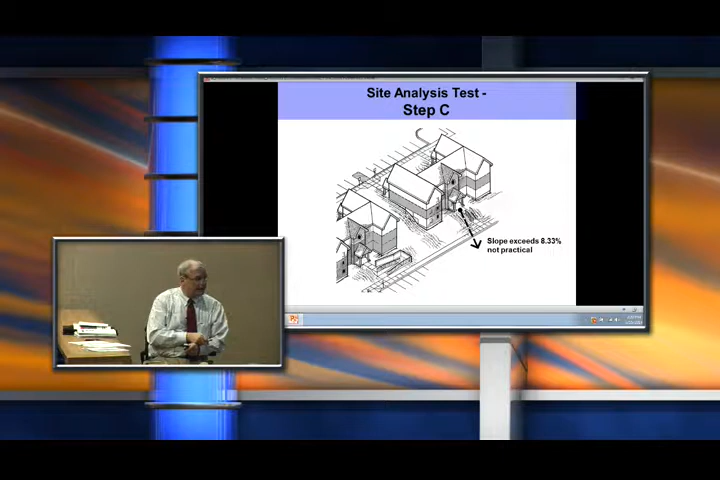 Site Analysis Test -
Step C
Slope exceeds 8.33%
not practical